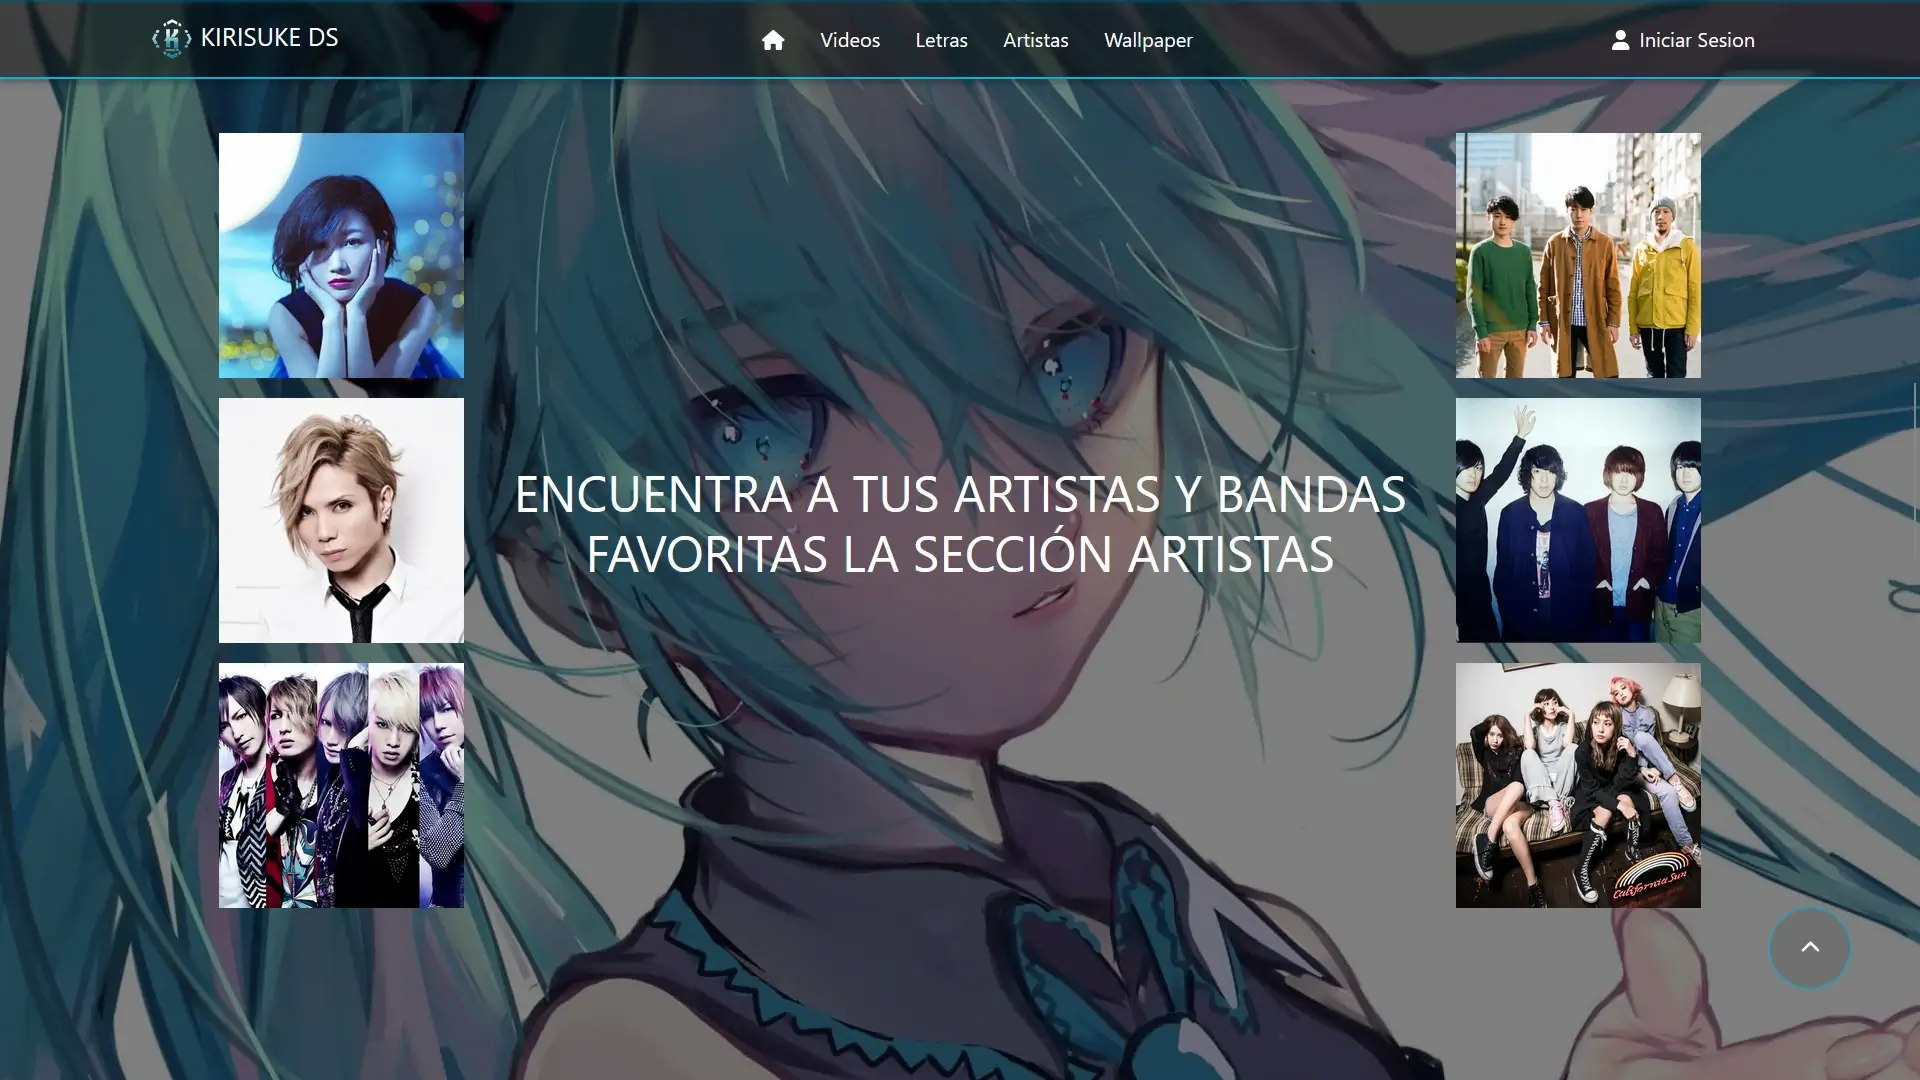 KIRISUKE DS
Videos
Letras
Artistas
Wallpaper
Iniciar Sesion
ENCUENTRA A TUS ARTISTAS Y BANDAS
FAVORITAS LA SECCIÓN ARTISTAS
California Sun